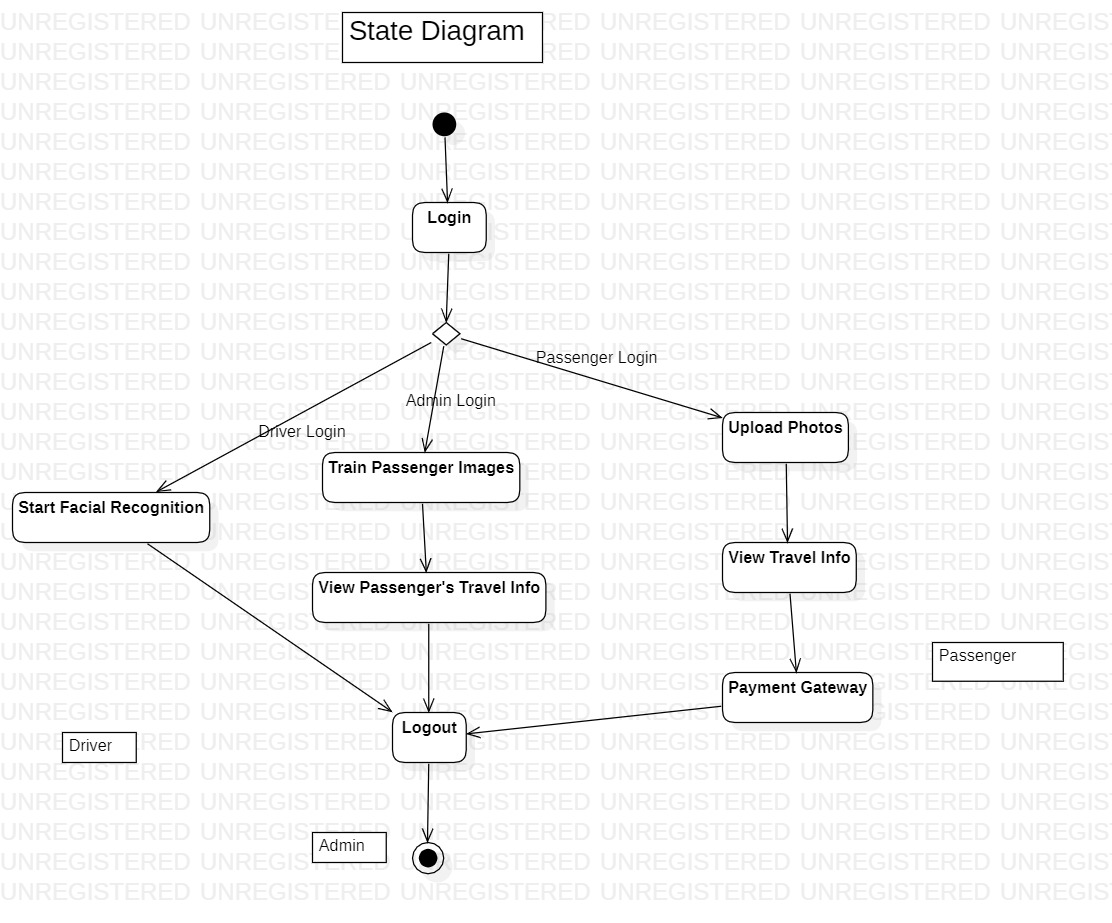 State Diagram
Login
Passenger Login
Admin Login
Driver Login
Upload Photos
Train Passenger Images
Start Facial Recognition
View Travel Info
View Passenger's Travel Info
Passenger
Payment Gateway
Logout
Driver
Admin
UNREGISTERED